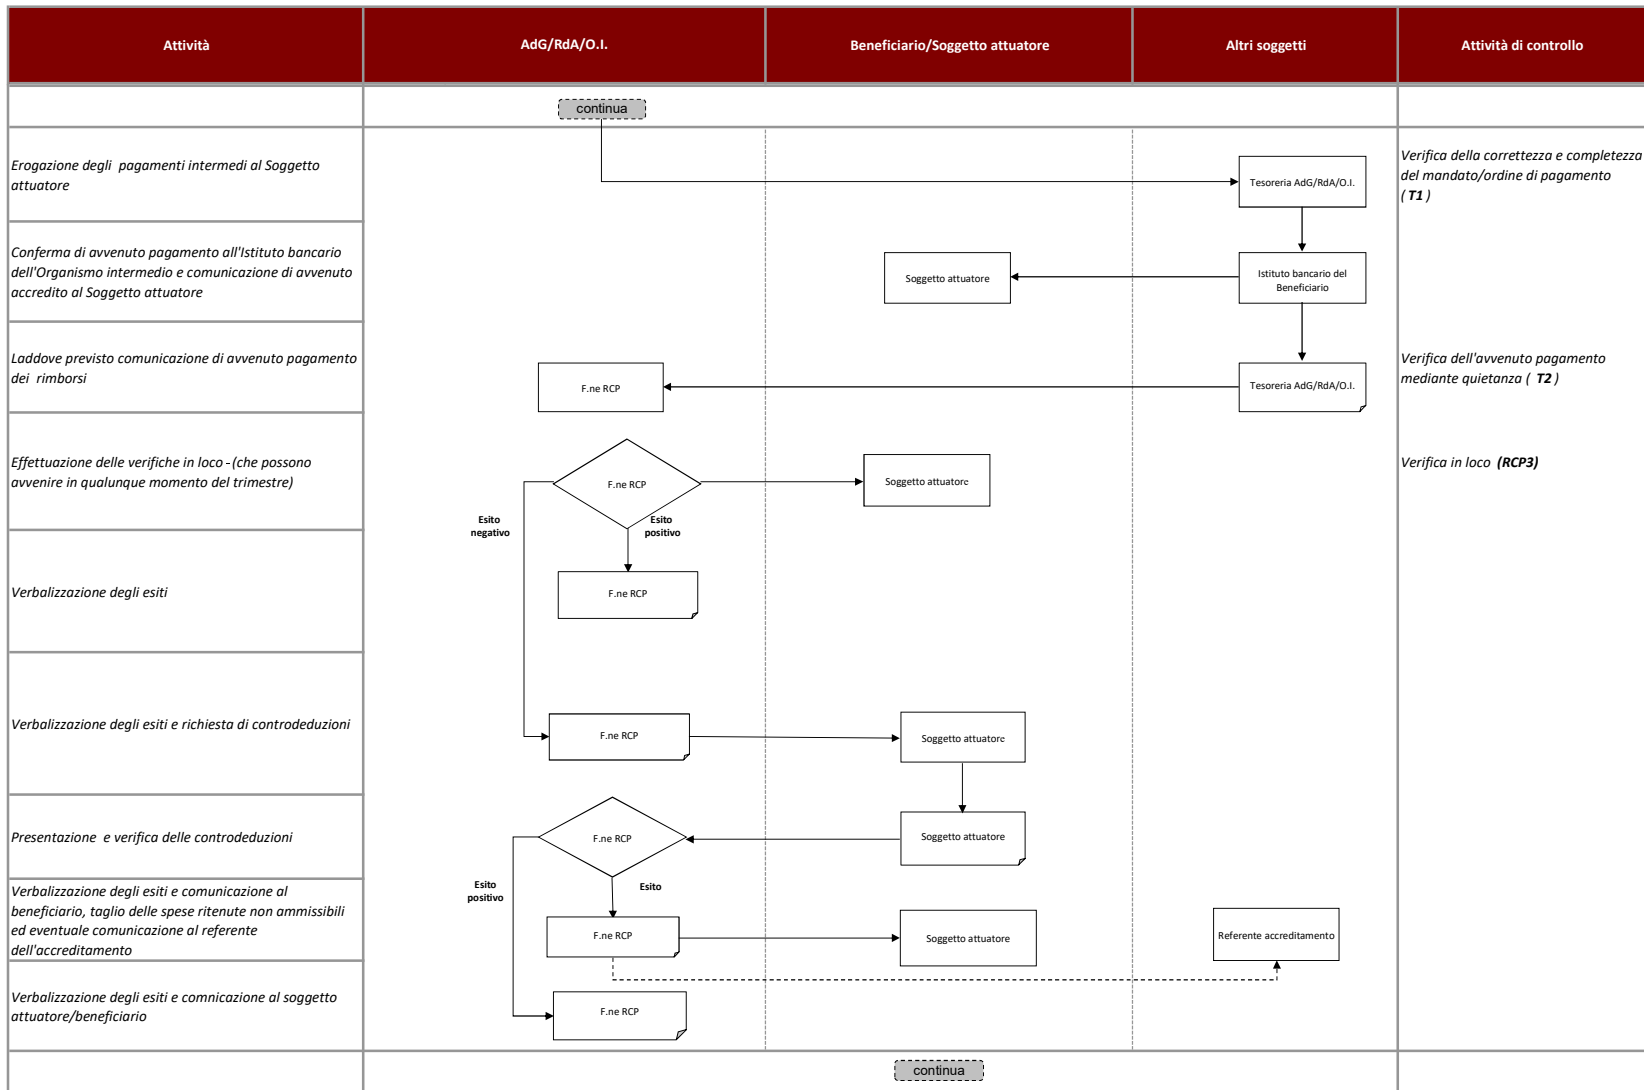 Attività
AdG/RdA/O.I.
Beneficiario/Soggetto attuatore
Altri soggetti
Attività di controllo
continua
Erogazione degli pagamenti intermedi al Soggetto
attuatore
Tesoreria AdG/RdA/O.I.
Verifica della correttezza e completezza
del mandato/ordine di pagamento
( T1 )
Conferma di avvenuto pagamento all'Istituto bancario
dell'Organismo intermedio e comunicazione di avvenuto
accredito al Soggetto attuatore
Soggetto attuatore
Istituto bancario del
Beneficiario
Laddove previsto comunicazione di avvenuto pagamento
dei rimborsi
F.ne RCP
Tesoreria AdG/RdA/O.I.
Verifica dell'avvenuto pagamento
mediante quietanza ( T2 )
Effettuazione delle verifiche in loco - (che possono
avvenire in qualunque momento del trimestre)
F.ne RCP
Soggetto attuatore
Verifica in loco (RCP3)
Esito
negativo
Esito
positivo
Verbalizzazione degli esiti
F.ne RCP
Verbalizzazione degli esiti e richiesta di controdeduzioni
F.ne RCP
Soggetto attuatore
Presentazione e verifica delle controdeduzioni
F.ne RCP
Soggetto attuatore
Esito
positivo
Esito
Verbalizzazione degli esiti e comunicazione al
beneficiario, taglio delle spese ritenute non ammissibili
ed eventuale comunicazione al referente
dell'accreditamento
F.ne RCP
Soggetto attuatore
Referente accreditamento
Verbalizzazione degli esiti e comnicazione al soggetto
attuatore/beneficiario
F.ne RCP
continua